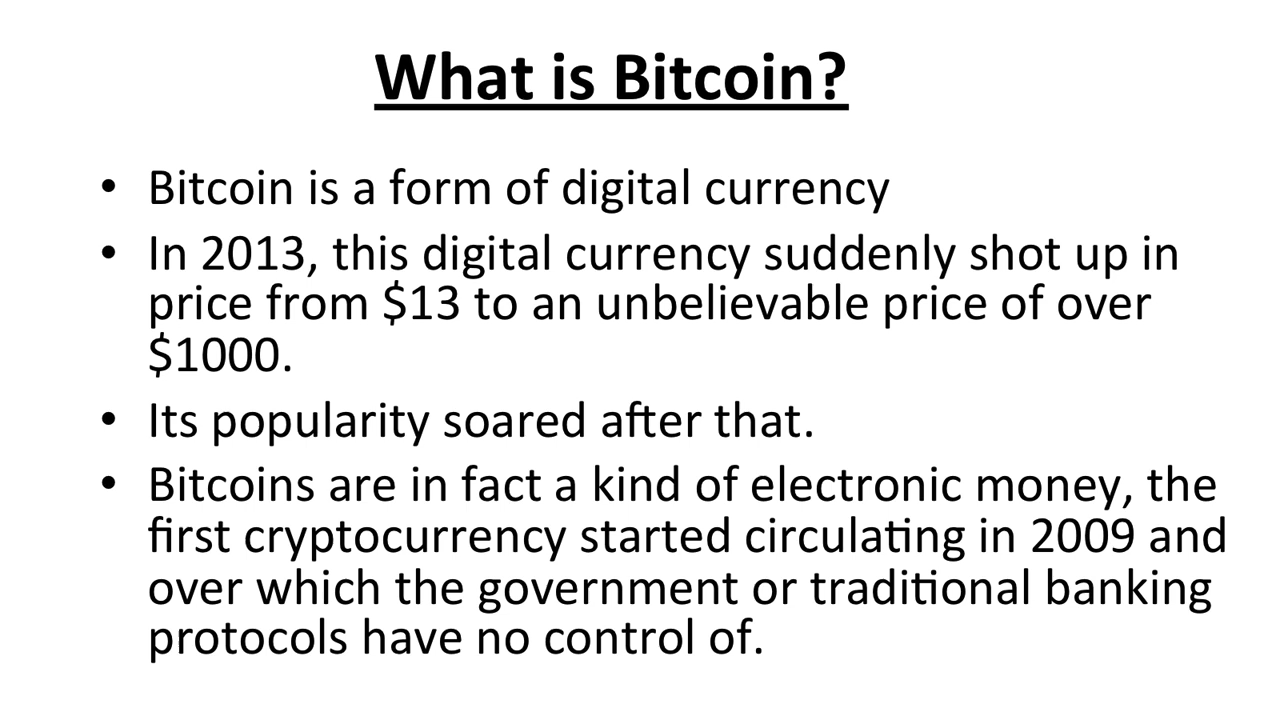 What is Bitcoin?
• Bitcoin is a form of digital currency
• In 2013, this digital currency suddenly shot up in
price from $13 to an unbelievable price of over
$1000.
• Its popularity soared after that.
• Bitcoins are in fact a kind of electronic money, the
first cryptocurrency started circulating in 2009 and
over which the government or traditional banking
protocols have no control of.